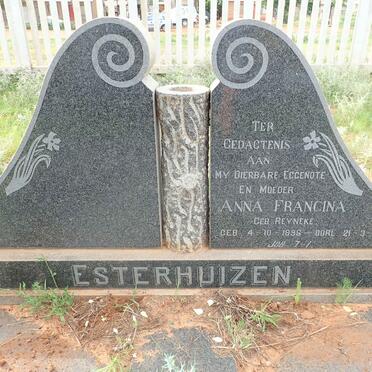 TER
GEDAGTENIS
AAN
MY DIERBARE EGGENOTE
EN MOEDER
ANNA FRANCINA
GEB. REYNEKE.
GEB. 4-10-1936 — OORL. 21-3
JOH. 7-1.
ESTERHUIZEN